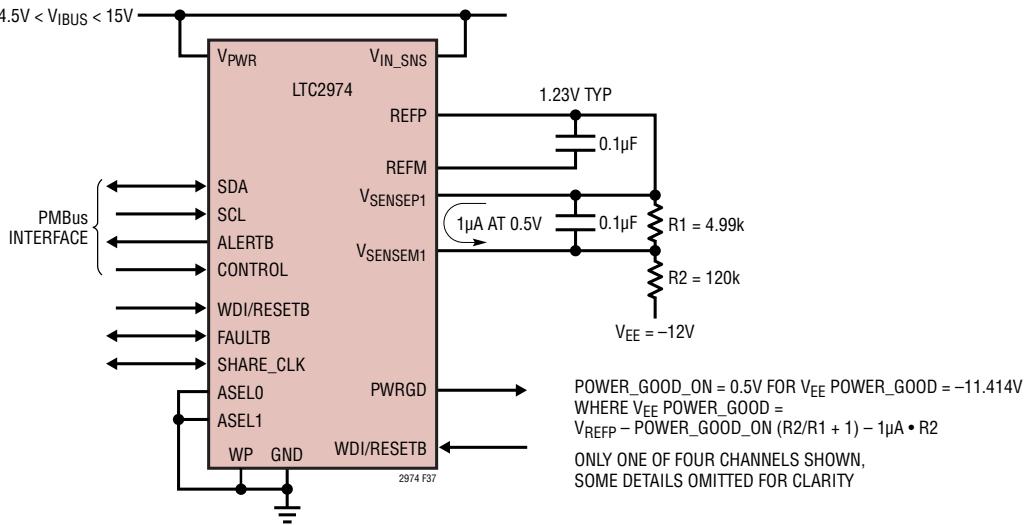 4.5V < VIBUS < 15V
VPWR
VIN_SNS
LTC2974
1.23V TYP
REFP
0.1µF
REFM
SDA
VSENSEP1
PMBus
INTERFACE
SCL
1µA AT 0.5V
0.1µF
R1 = 4.99k
ALERTB
VSENSEM1
CONTROL
R2 = 120k
WDI/RESETB
FAULTB
VEE = –12V
SHARE_CLK
ASEL0
PWRGD
ASEL1
WP GND
WDI/RESETB
2974 F37
POWER_GOOD_ON = 0.5V FOR VEE POWER_GOOD = –11.414V
WHERE VEE POWER_GOOD =
VREFP – POWER_GOOD_ON (R2/R1 + 1) – 1µA • R2
ONLY ONE OF FOUR CHANNELS SHOWN,
SOME DETAILS OMITTED FOR CLARITY